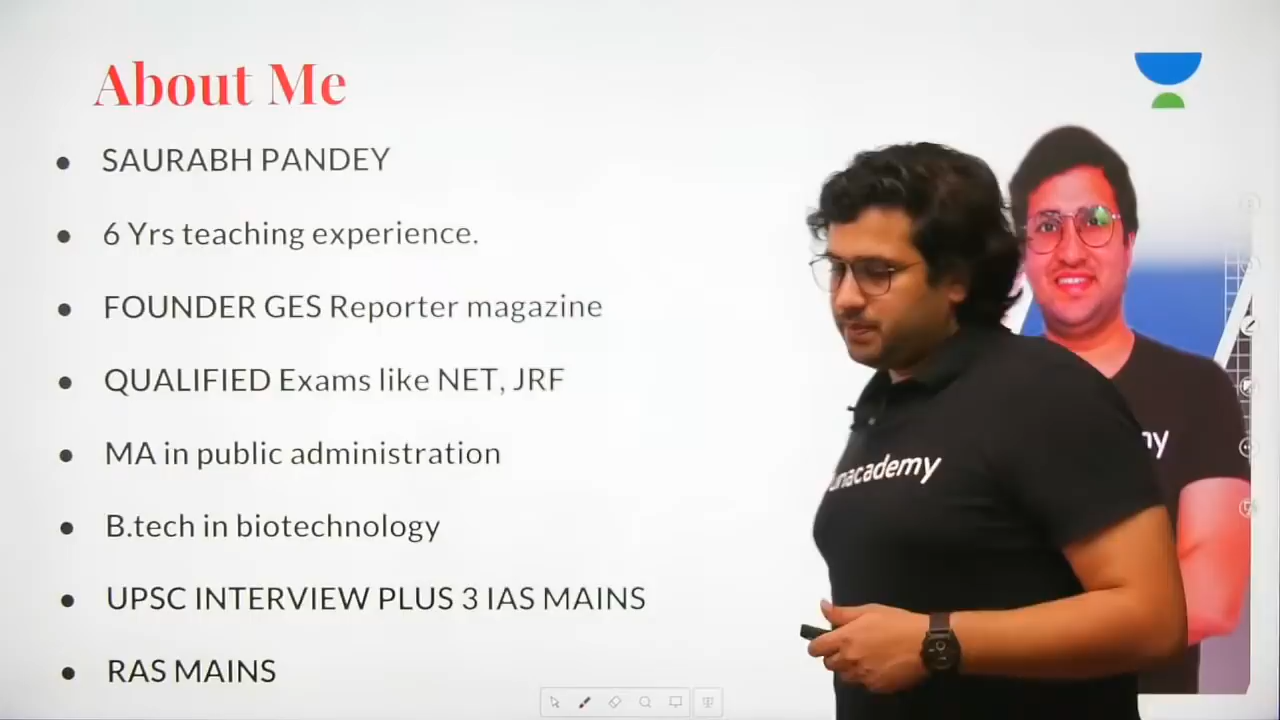 About Me
SAURABH PANDEY
6 Yrs teaching experience.
FOUNDER GES Reporter magazine
QUALIFIED Exams like NET, JRF
MA in public administration
B.tech in biotechnology
UPSC INTERVIEW PLUS 3 IAS MAINS
RAS MAINS
unacademy
my